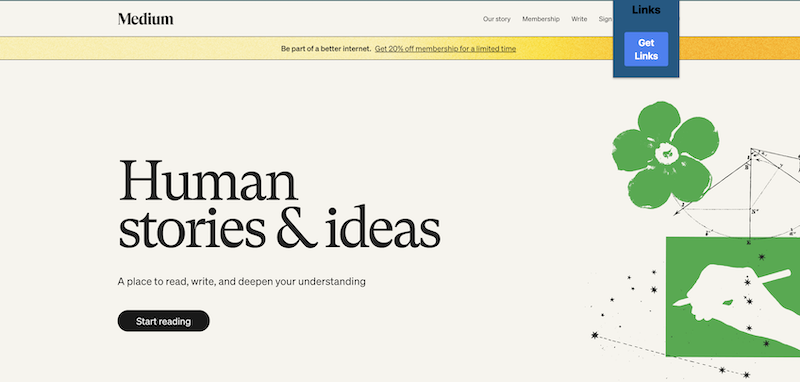 Medium
Our story Membership Write Sign
Links
Get
Links
Be part of a better internet. Get 20% off membership for a limited time
Human
stories & ideas
A place to read, write, and deepen your understanding
Start reading